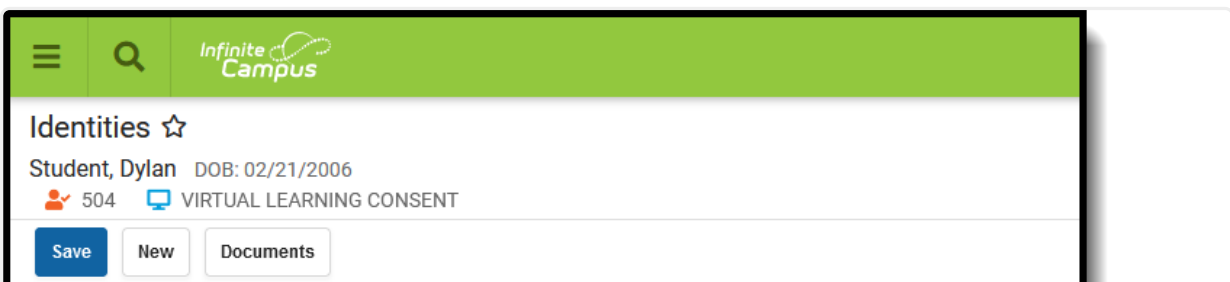 Infinite
Campus
Identities
Student, Dylan DOB: 02/21/2006
504 VIRTUAL LEARNING CONSENT
Save New Documents